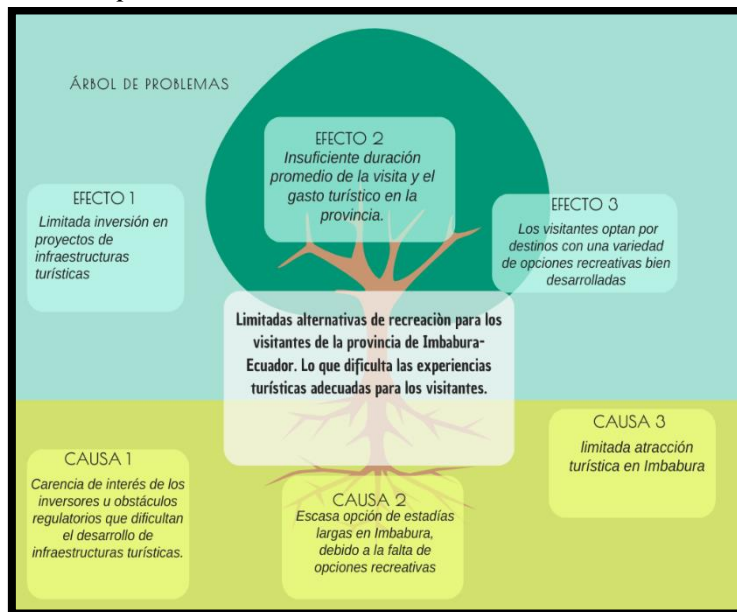 ÁRBOL DE PROBLEMAS
EFECTO 2
Insuficiente duración
promedio de la visita y el
gasto turístico en la
provincia.
EFECTO 1
Limitada inversión en
proyectos de
infraestructuras
turísticas
EFECTO 3
Los visitantes optan por
destinos con una variedad
de opciones recreativas bien
desarrolladas
Limitadas alternativas de recreaciòn para los
visitantes de la provincia de Imbabura-
Ecuador. Lo que dificulta las experiencias
turísticas adecuadas para los visitantes.
CAUSA 1
Carencia de interés de los
inversores u obstáculos
regulatorios que dificultan
el desarrollo de
infraestructuras turísticas.
CAUSA 2
Escasa opción de estadías
largas en Imbabura,
debido a la falta de
opciones recreativas
CAUSA 3
limitada atracción
turística en Imbabura